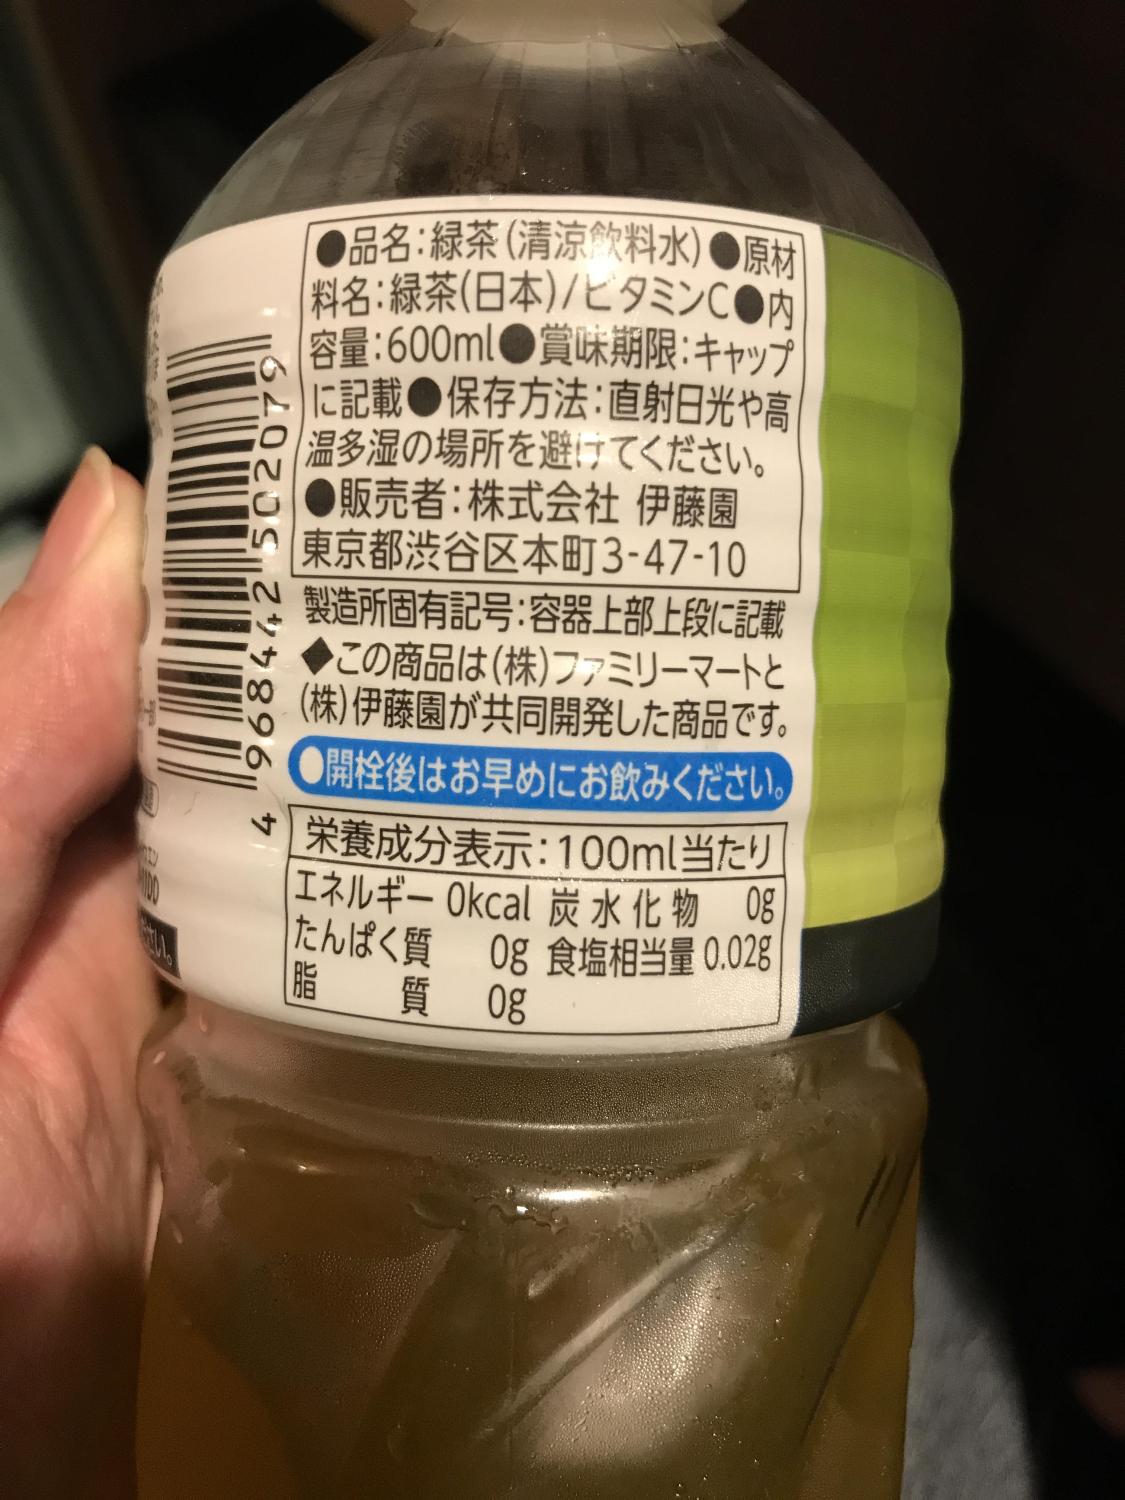 ●品名:緑茶(清涼飲料水)●原材
料名:緑茶(日本)/ビタミンC●内
容量:600ml●賞味期限:キャップ
に記載●保存方法:直射日光や高
温多湿の場所を避けてください。
●販売者:株式会社 伊藤園
東京都渋谷区本町3-47-10
製造所固有記号:容器上部上段に記載
◆この商品は(株)ファミリーマートと
(株)伊藤園が共同開発した商品です。
●開栓後はお早めにお飲みください。
栄養成分表示:100ml当たり
エネルギー 0kcal 炭水化物 0g
たんぱく質 0g 食塩相当量 0.02g
脂質 0g
4 968442 502079